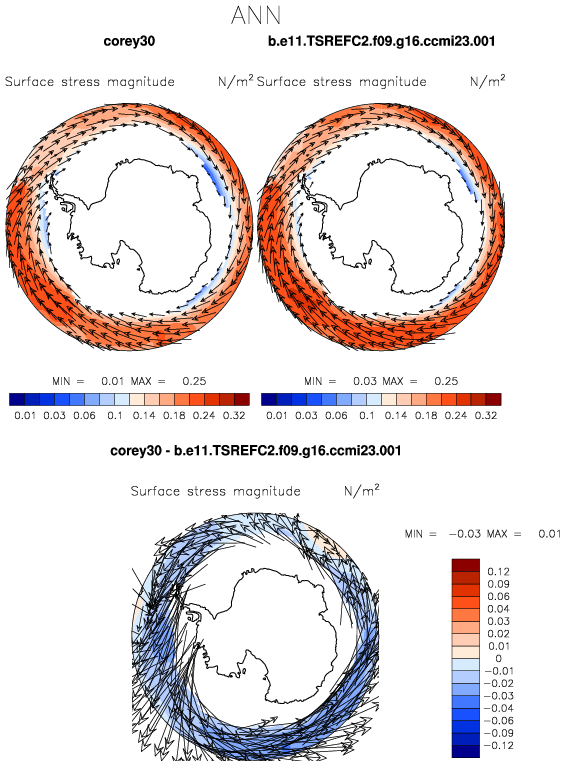 ANN
corey30 b.e11.TSREFC2.f09.g16.ccmi23.001
Surface stress magnitude N/m² Surface stress magnitude N/m²
MIN = 0.01 MAX = 0.25 MIN = 0.03 MAX = 0.25
0.01 0.03 0.06 0.1 0.14 0.18 0.24 0.32 0.01 0.03 0.06 0.1 0.14 0.18 0.24 0.32
corey30 - b.e11.TSREFC2.f09.g16.ccmi23.001
Surface stress magnitude N/m²
MIN = −0.03 MAX = 0.01
0.12
0.09
0.06
0.04
0.03
0.02
0.01
0
−0.01
−0.02
−0.03
−0.04
−0.06
−0.09
−0.12